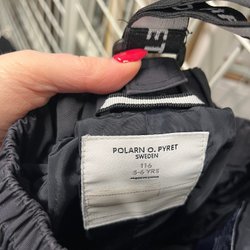 POLARN O. PYRET
SWEDEN
116
5-6 YRS